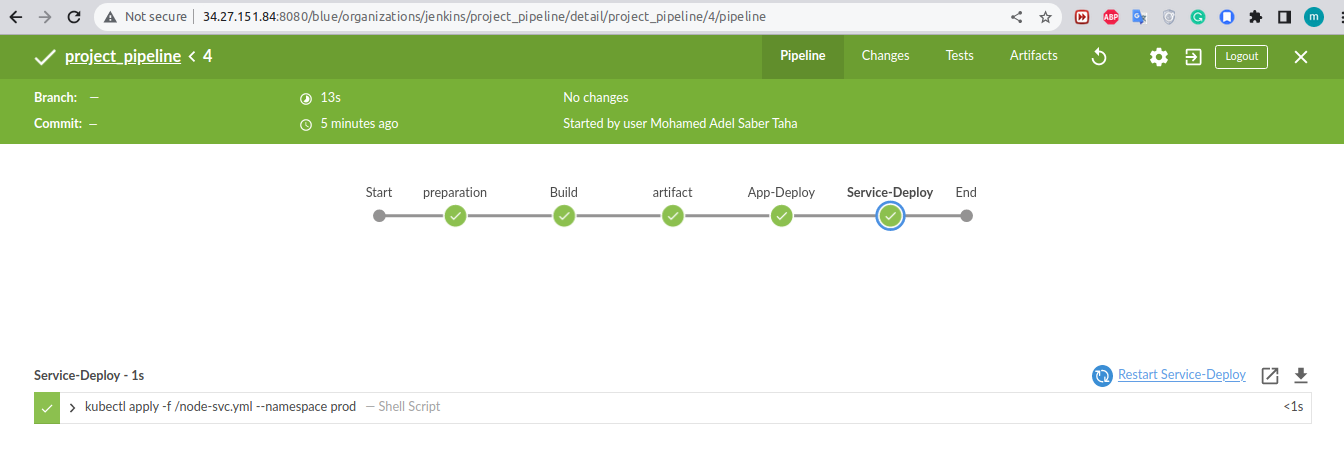 Not secure 34.27.151.84:8080/blue/organizations/jenkins/project_pipeline/detail/project_pipeline/4/pipeline
ABP
G
m
project_pipeline < 4 Pipeline Changes Tests Artifacts Logout
Branch: — 13s No changes
Commit: — 5 minutes ago Started by user Mohamed Adel Saber Taha
Start preparation Build artifact App-Deploy Service-Deploy End
Service-Deploy - 1s Restart Service-Deploy
kubectl apply -f /node-svc.yml --namespace prod — Shell Script <1s